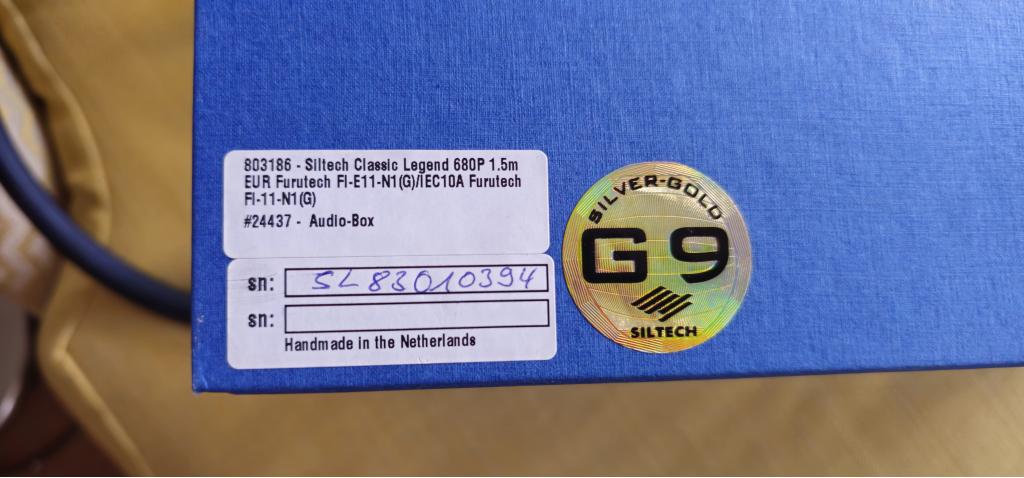 803186 - Siltech Classic Legend 680P 1.5m
EUR Furutech FI-E11-N1(G)/IEC10A Furutech
FI-11-N1(G)
#24437 - Audio-Box
sn: SL83010394
sn:
Handmade in the Netherlands
SILVER-GOLD
G9
SILTECH